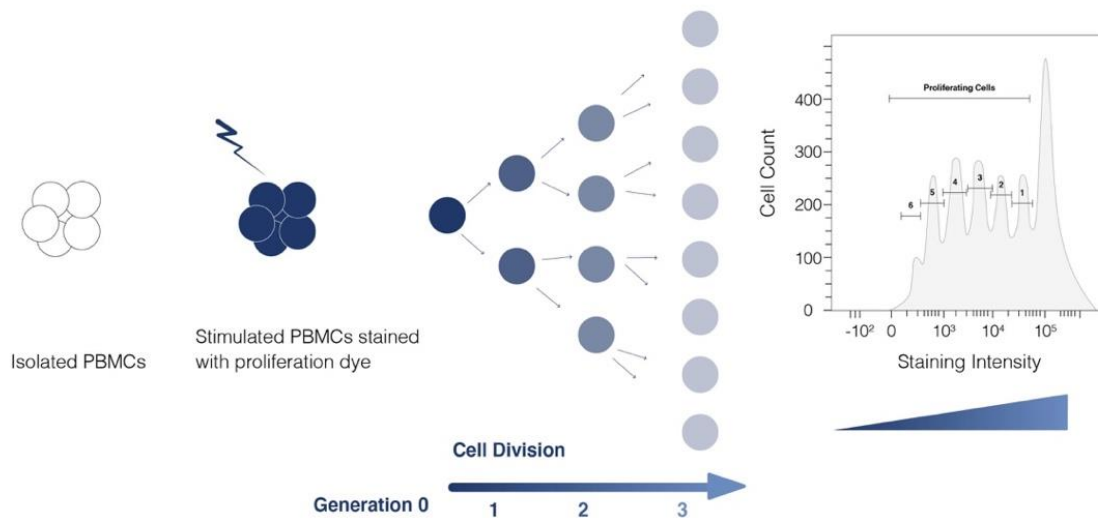 Isolated PBMCs
Stimulated PBMCs stained
with proliferation dye
Cell Division
Generation 0
1
2
3
Cell Count
400
300
200
100
0
Proliferating Cells
6
5
4
3
2
1
-10²
0
10³
10⁴
10⁵
Staining Intensity